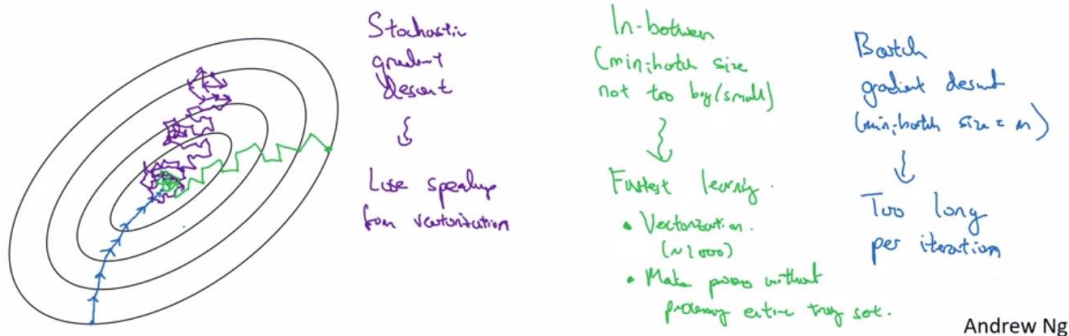 Stochastic
gradient
descent
Lose speedup
from vectorization
In-between
(mini-batch size
not too big/small)
Fastest learning.
• Vectorization.
(~1000)
• Make progress without
processing entire training set.
Batch
gradient descent
(mini-batch size = m)
Too long
per iteration
Andrew Ng